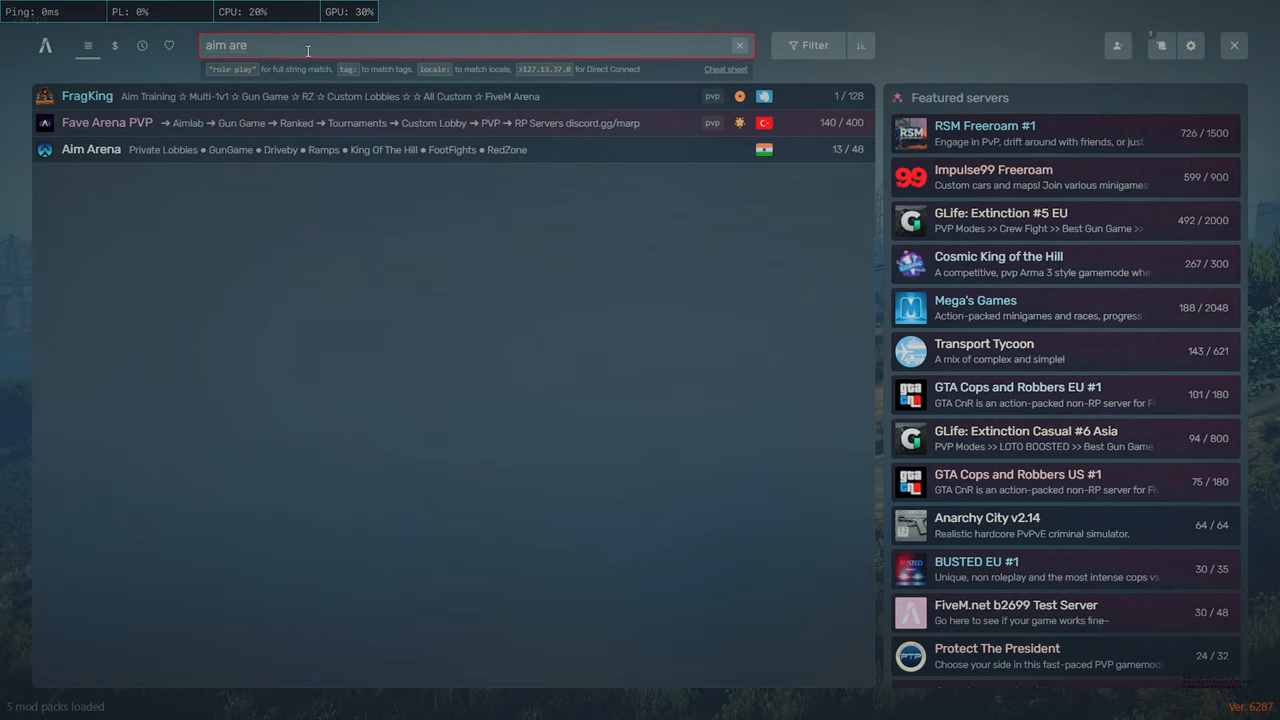 Ping: 0ms PL: 0% CPU: 20% GPU: 30%
$
aim are
Filter
1
"role play" for full string match, tag: to match tags, locale: to match locale, >127.13.37.0 for Direct Connect Cheat sheet
FragKing Aim Training ☆ Multi-1v1 ☆ Gun Game ☆ RZ ☆ Custom Lobbies ☆ ☆ All Custom ☆ FiveM Arena pvp 1 / 128
Fave Arena PVP ➜ Aimlab ➜ Gun Game ➜ Ranked ➜ Tournaments ➜ Custom Lobby ➜ PVP ➜ RP Servers discord.gg/marp pvp 140 / 400
Aim Arena Private Lobbies ● GunGame ● Driveby ● Ramps ● King Of The Hill ● FootFights ● RedZone 13 / 48
Featured servers
RSM
RSM Freeroam #1 726 / 1500
Engage in PvP, drift around with friends, or just
99
Impulse99 Freeroam 599 / 900
Custom cars and maps! Join various minigames
GLife: Extinction #5 EU 492 / 2000
PVP Modes >> Crew Fight >> Best Gun Game >>
Cosmic King of the Hill 267 / 300
A competitive, pvp Arma 3 style gamemode whe
Mega's Games 188 / 2048
Action-packed minigames and races, progress
Transport Tycoon 143 / 621
A mix of complex and simple!
gta
cnr
GTA Cops and Robbers EU #1 101 / 180
GTA CnR is an action-packed non-RP server for Fi
GLife: Extinction Casual #6 Asia 94 / 800
PVP Modes >> LOTO BOOSTED >> Best Gun Game
gta
cnr
GTA Cops and Robbers US #1 75 / 180
GTA CnR is an action-packed non-RP server for Fi
Anarchy City v2.14 64 / 64
Realistic hardcore PvPvE criminal simulator.
BUSTED
BUSTED EU #1 30 / 35
Unique, non roleplay and the most intense cops vs
FiveM.net b2699 Test Server 30 / 48
Go here to see if your game works fine~
PTP
Protect The President 24 / 32
Choose your side in this fast-paced PVP gamemod
5 mod packs loaded
Ver. 6287